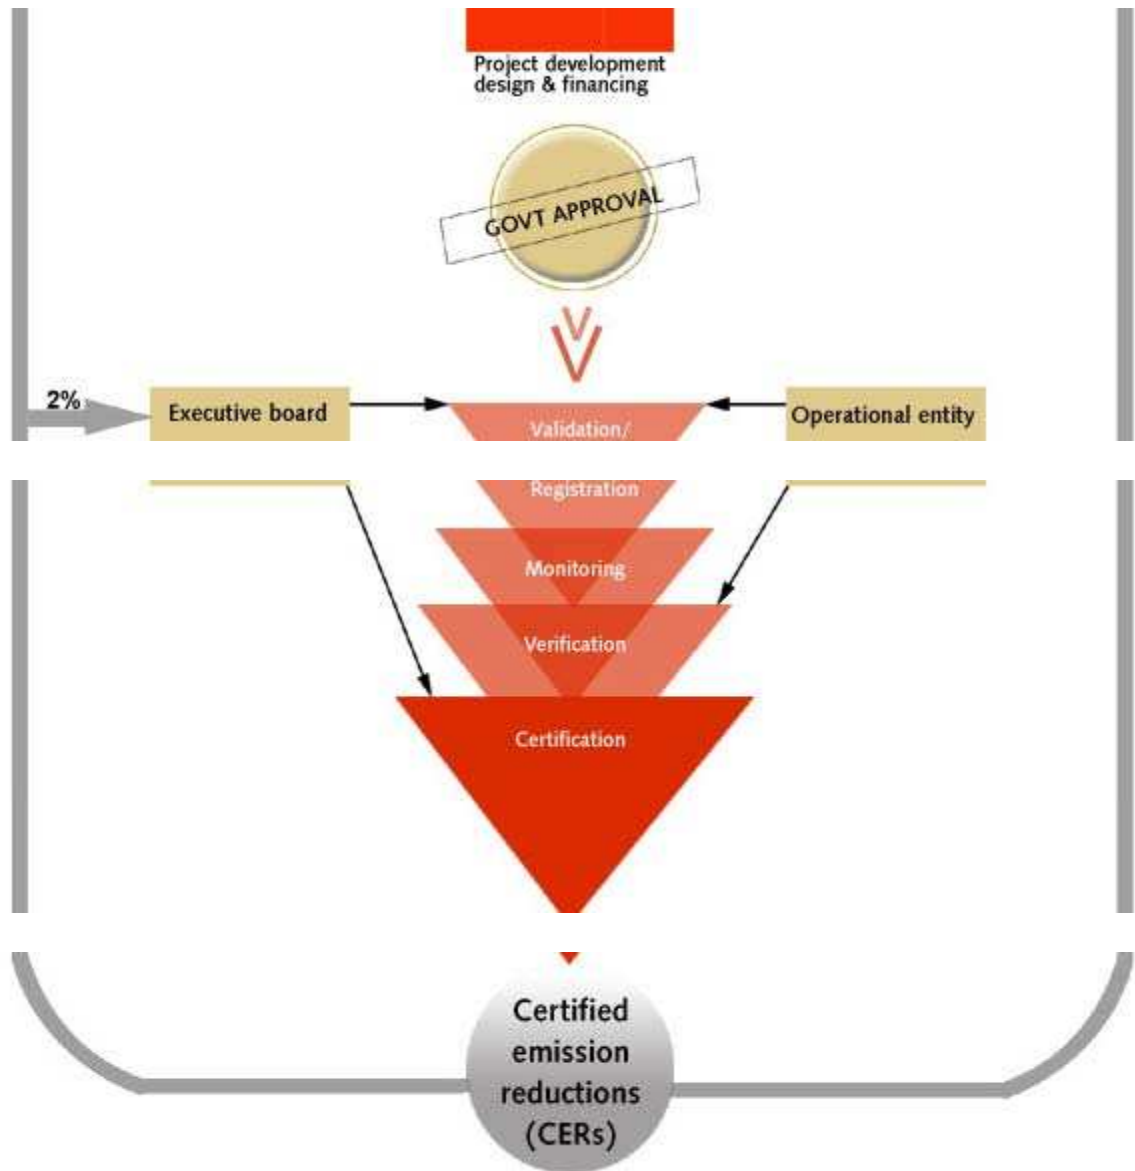 Project development
design & financing
GOVT APPROVAL
2%
Executive board
Operational entity
Validation/
Registration
Monitoring
Verification
Certification
Certified
emission
reductions
(CERs)